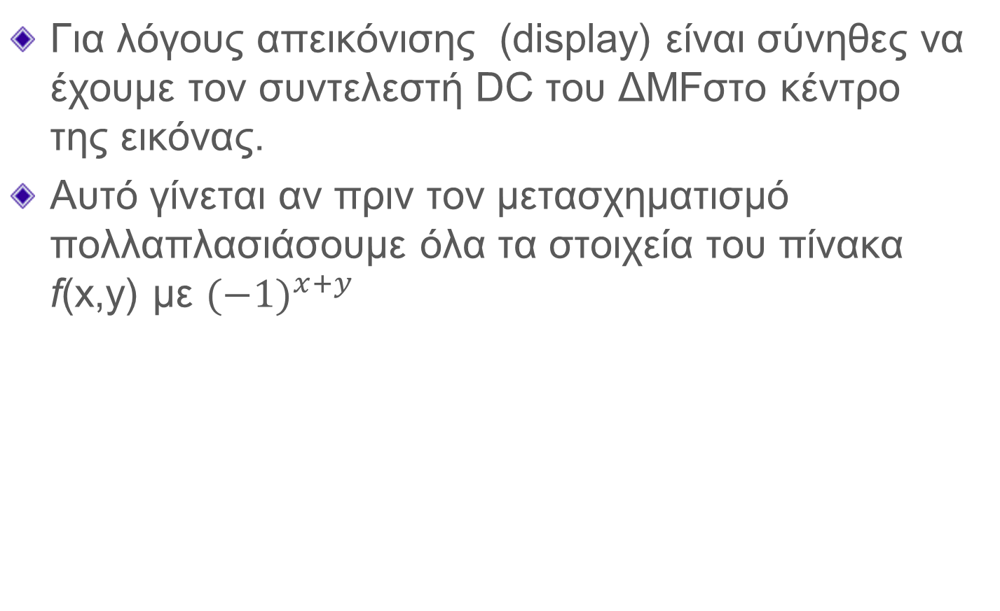 Για λόγους απεικόνισης (display) είναι σύνηθες να
έχουμε τον συντελεστή DC του ΔMFστο κέντρο
της εικόνας.
Αυτό γίνεται αν πριν τον μετασχηματισμό
πολλαπλασιάσουμε όλα τα στοιχεία του πίνακα
f(x,y) με (−1)^{x+y}